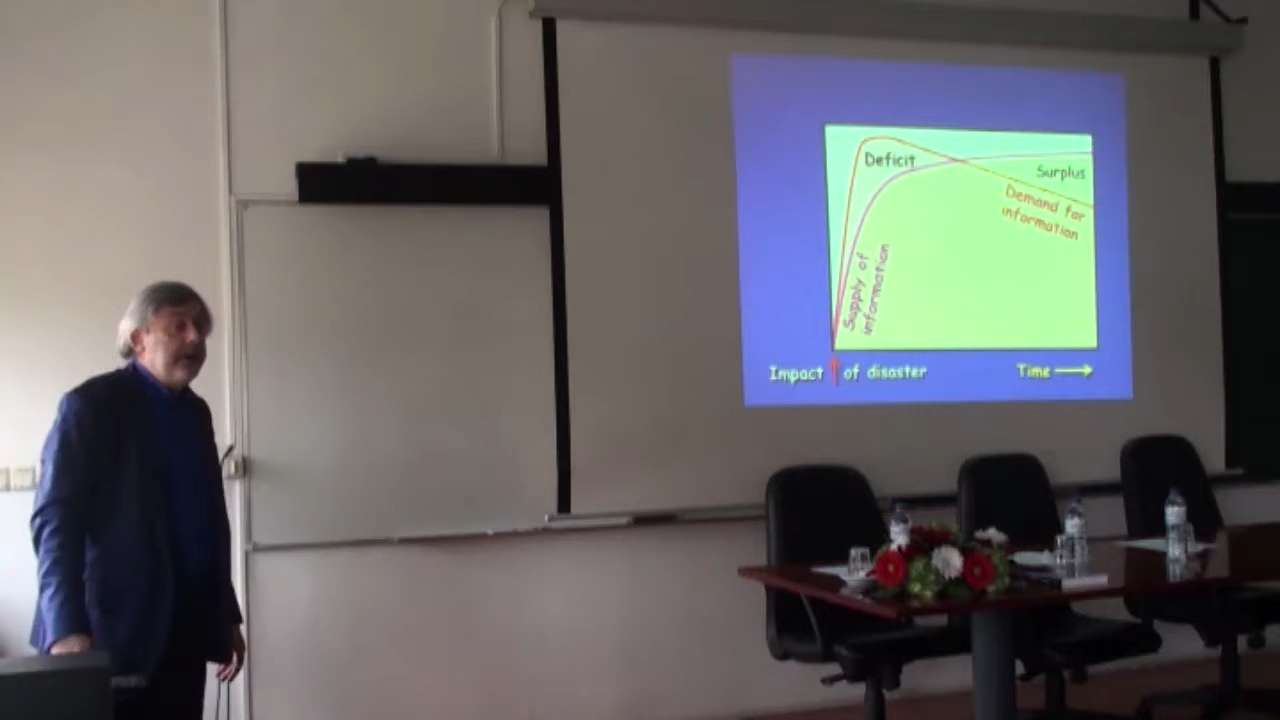 Deficit
Surplus
Demand for
information
Supply of
information
Impact of disaster
Time